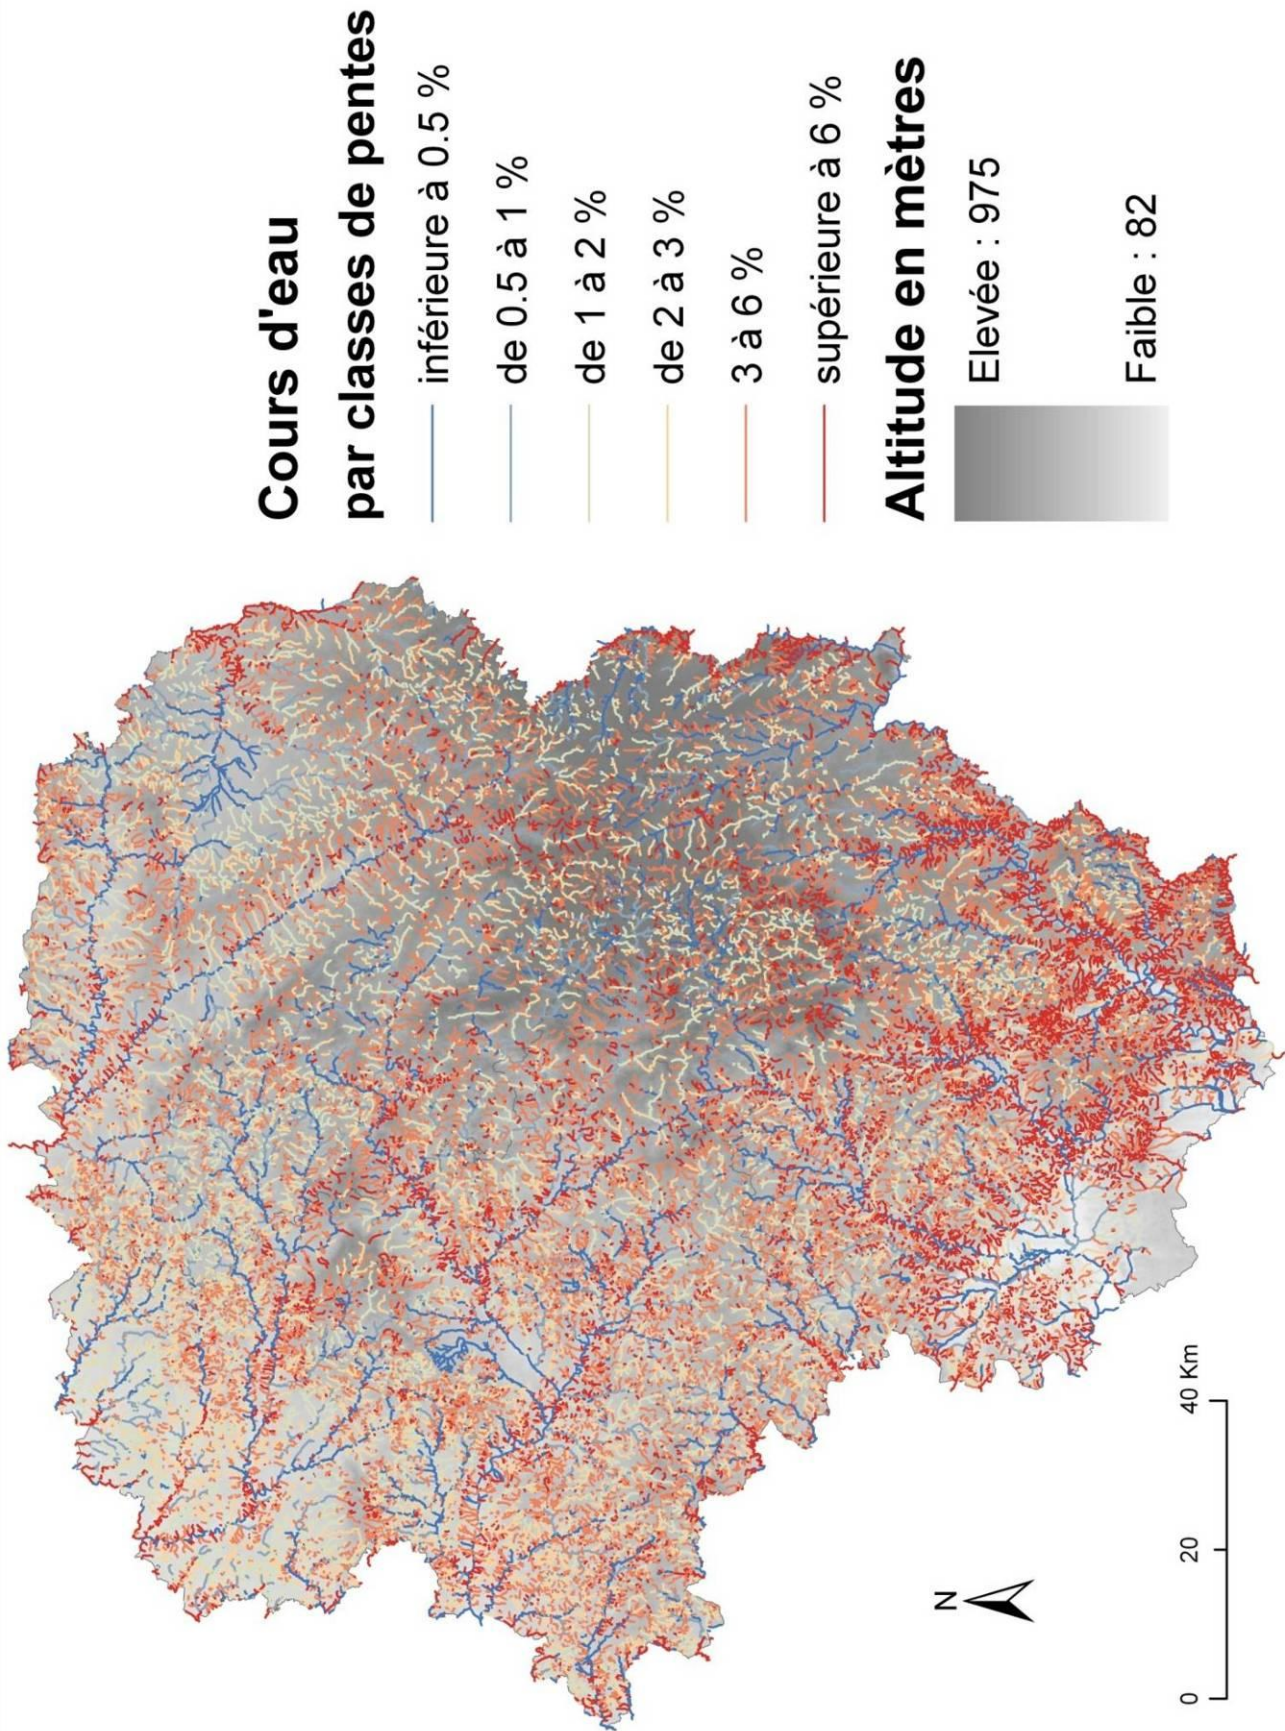 Cours d'eau
par classes de pentes
inférieure à 0.5 %
de 0.5 à 1 %
de 1 à 2 %
de 2 à 3 %
3 à 6 %
supérieure à 6 %
Altitude en mètres
Elevée : 975
Faible : 82
N
0 20 40 Km